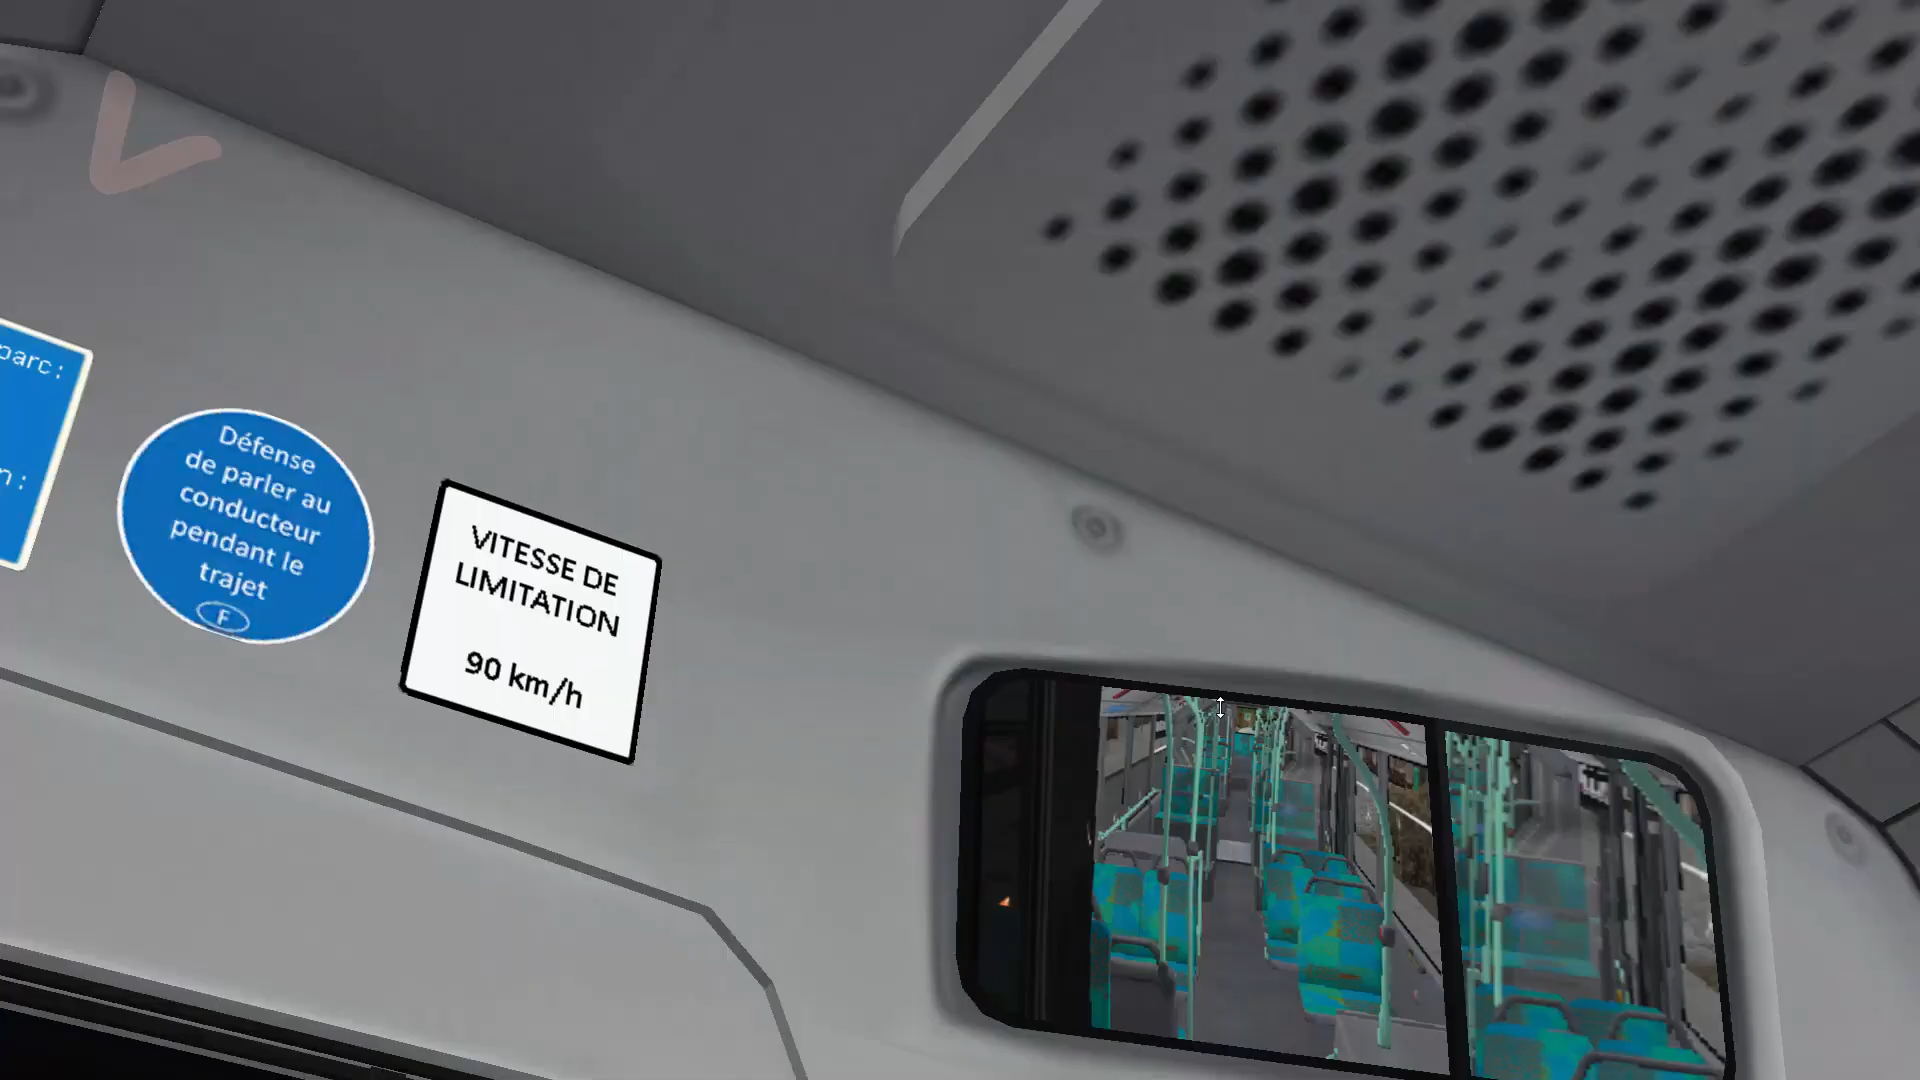 parc :
n :
Défense
de parler au
conducteur
pendant le
trajet
F
VITESSE DE
LIMITATION
90 km/h